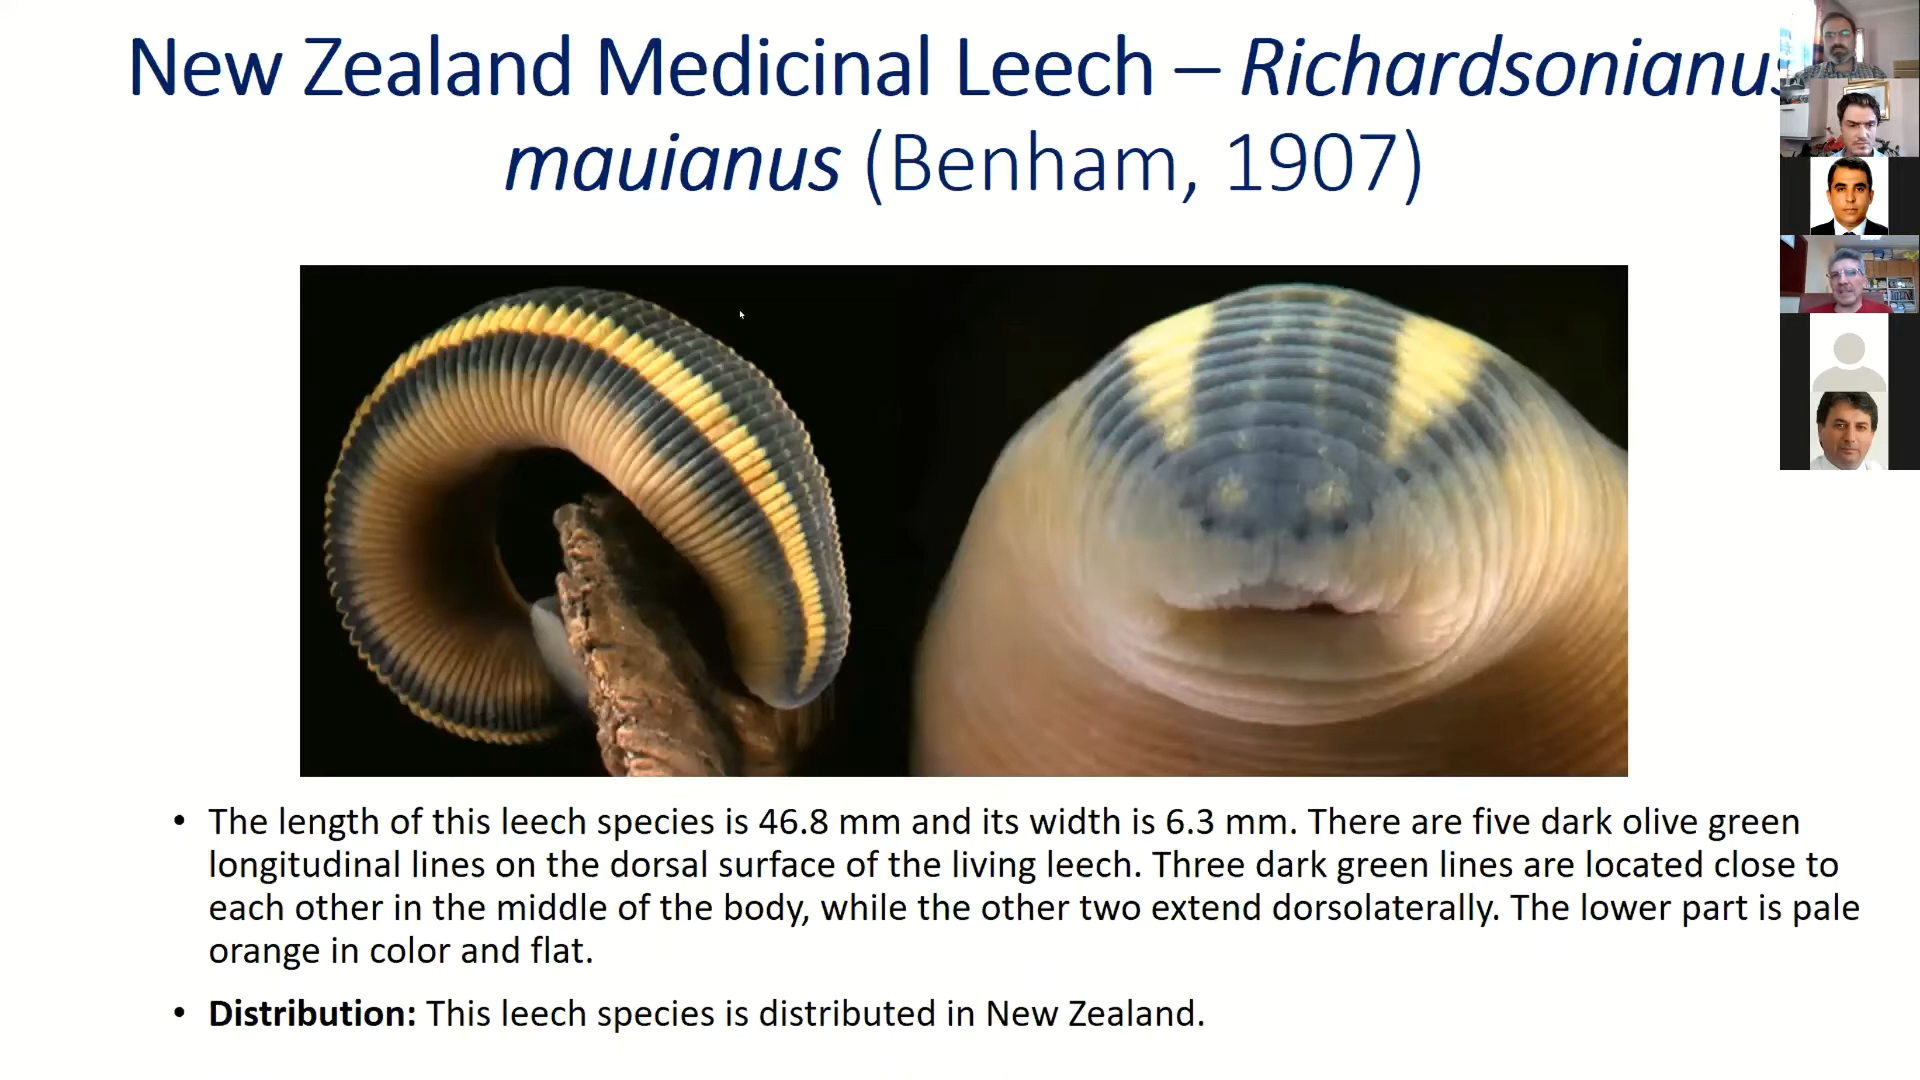 New Zealand Medicinal Leech – Richardsonianus
mauianus (Benham, 1907)
• The length of this leech species is 46.8 mm and its width is 6.3 mm. There are five dark olive green
longitudinal lines on the dorsal surface of the living leech. Three dark green lines are located close to
each other in the middle of the body, while the other two extend dorsolaterally. The lower part is pale
orange in color and flat.
• Distribution: This leech species is distributed in New Zealand.